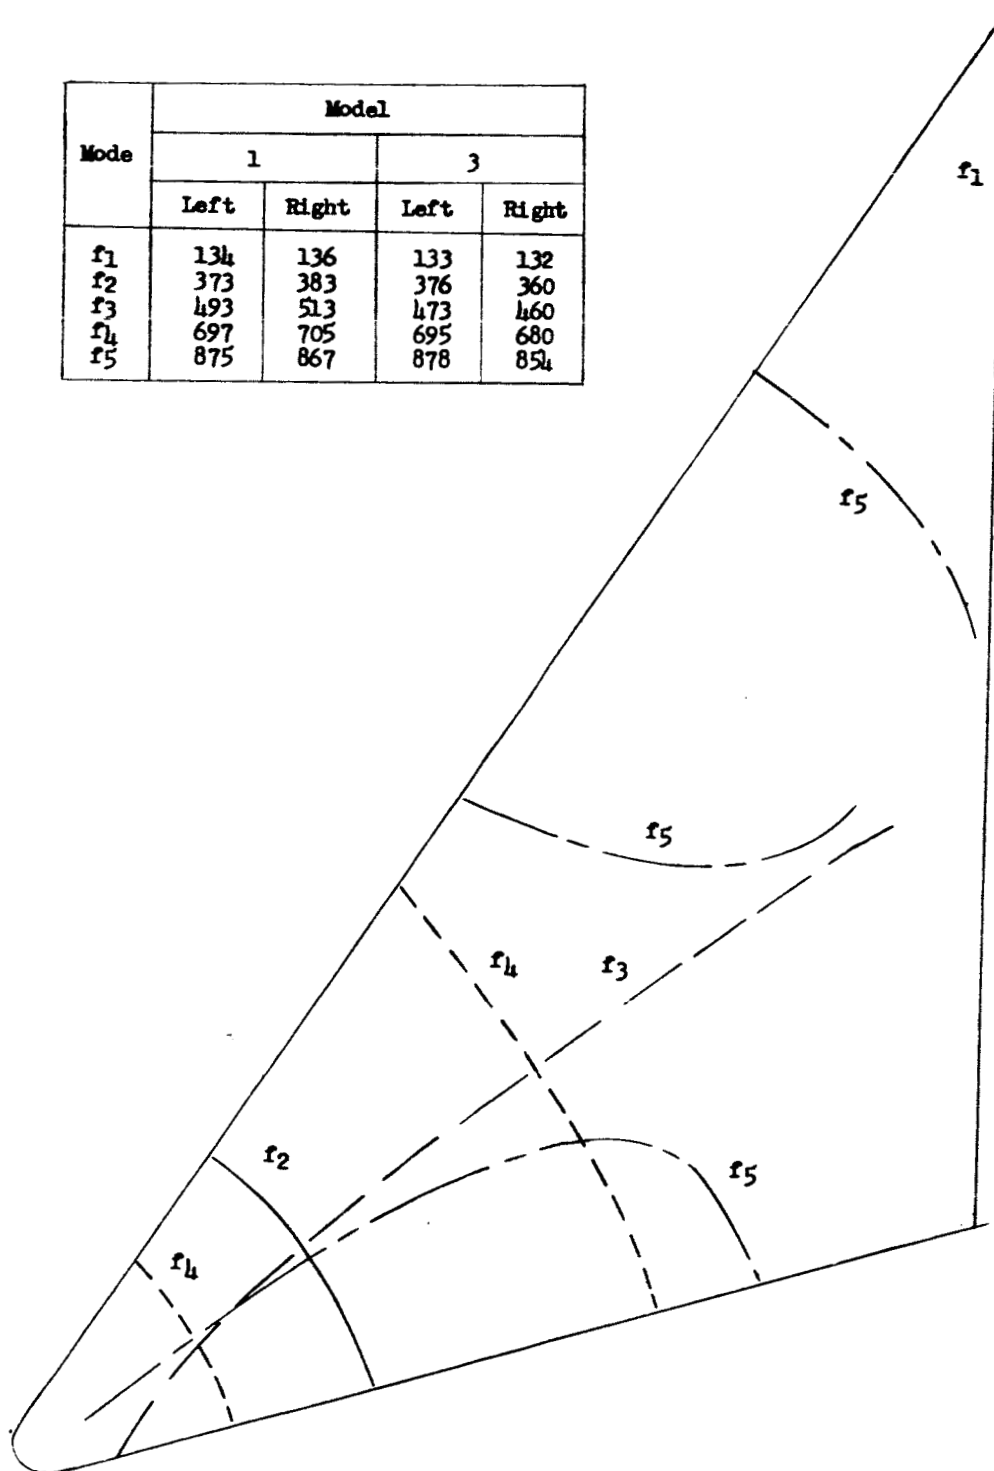 Model
Mode 1 3
Left Right Left Right
f1 134 136 133 132
f2 373 383 376 360
f3 493 513 473 460
f4 697 705 695 680
f5 875 867 878 854
f1
f5
f5
f4 f3
f2
f5
f4